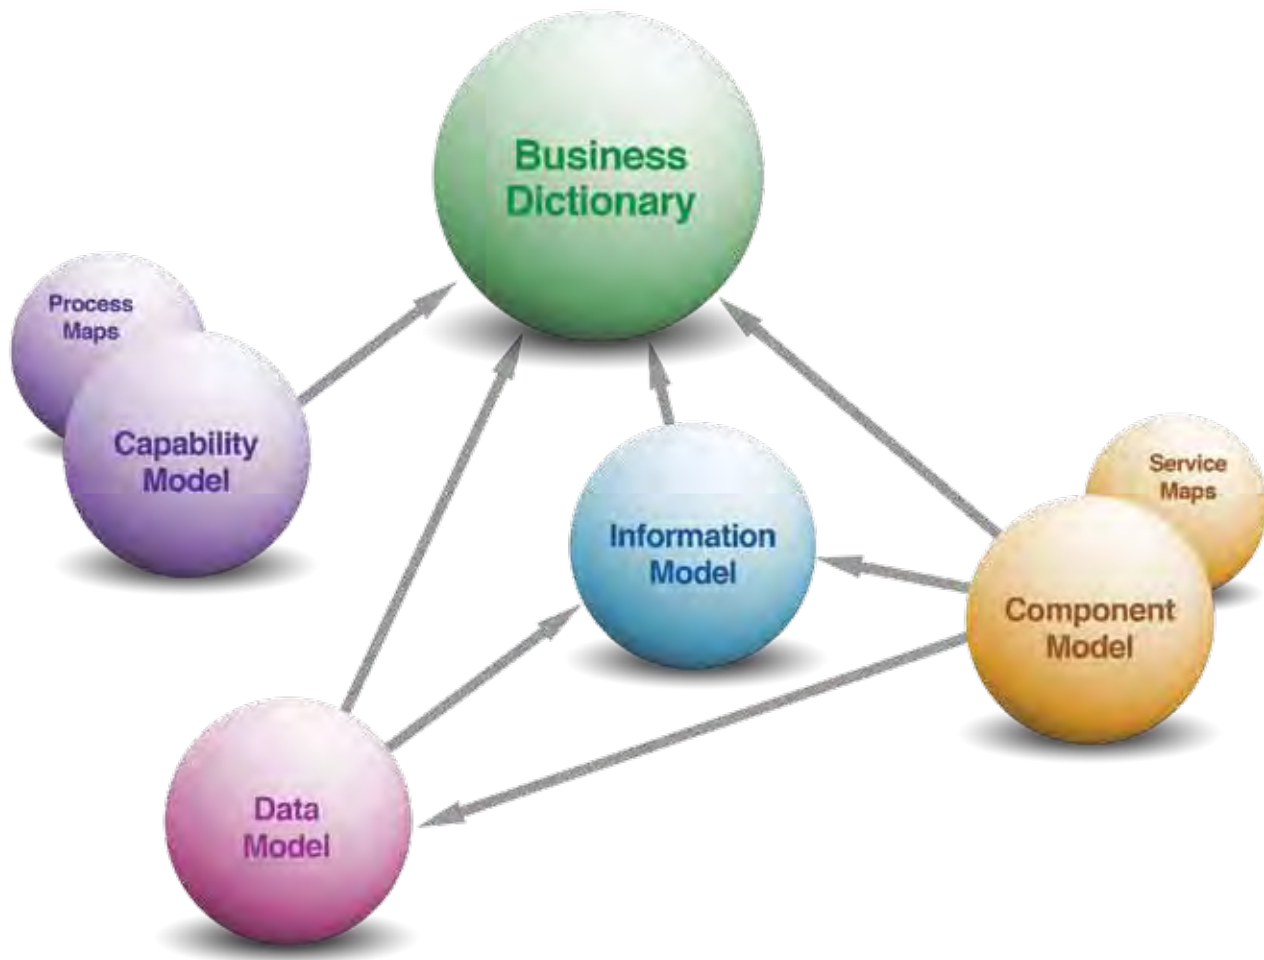 Business
Dictionary
Process
Maps
Capability
Model
Service
Maps
Information
Model
Component
Model
Data
Model